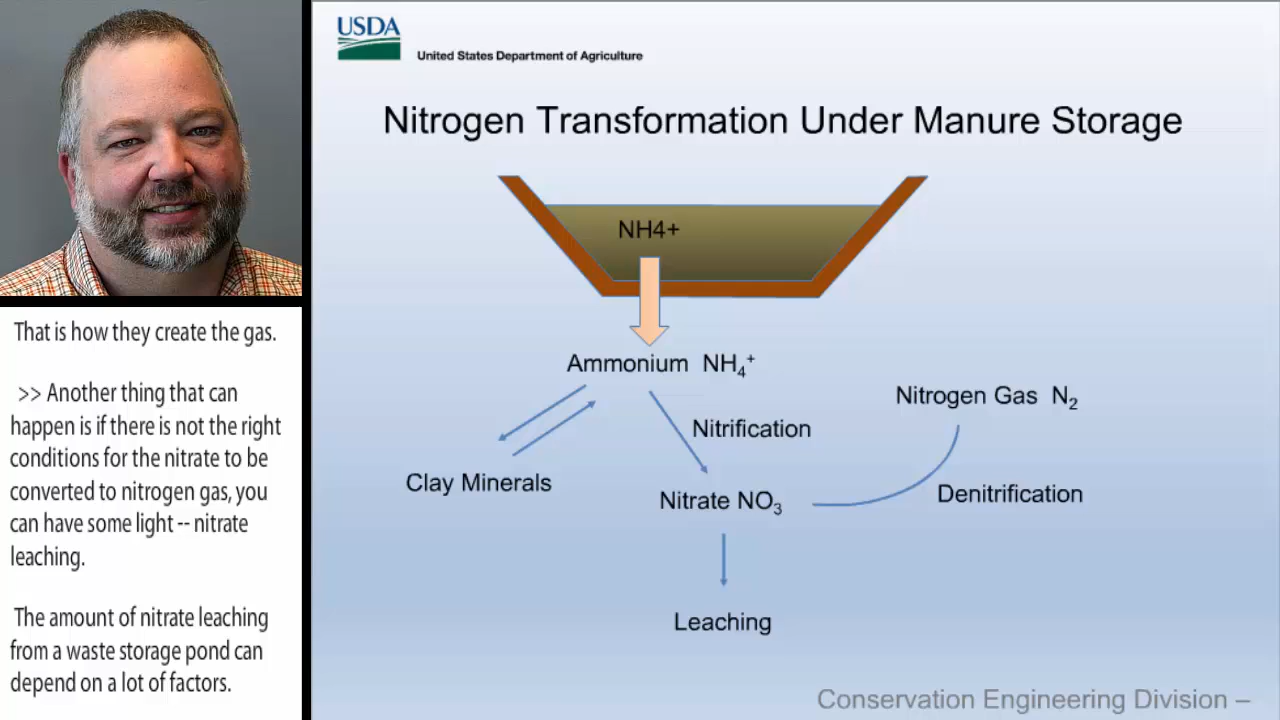 USDA
United States Department of Agriculture
Nitrogen Transformation Under Manure Storage
NH4+
Ammonium NH₄⁺
Nitrogen Gas N₂
Nitrification
Clay Minerals
Nitrate NO₃
Denitrification
Leaching
Conservation Engineering Division –
That is how they create the gas.
>> Another thing that can
happen is if there is not the right
conditions for the nitrate to be
converted to nitrogen gas, you
can have some light -- nitrate
leaching.
The amount of nitrate leaching
from a waste storage pond can
depend on a lot of factors.